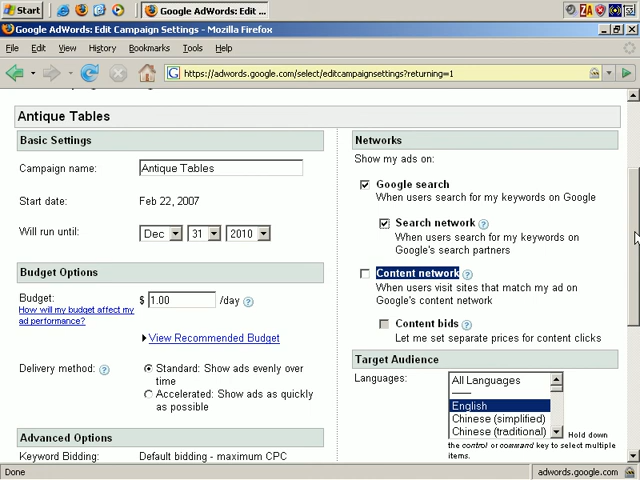 Start
Google AdWords: Edit...
Google AdWords: Edit Campaign Settings - Mozilla Firefox
File Edit View History Bookmarks Tools Help
https://adwords.google.com/select/editcampaignsettings?returning=1
Antique Tables
Basic Settings
Campaign name: Antique Tables
Start date: Feb 22, 2007
Will run until: Dec 31 2010
Budget Options
Budget: $ 1.00 /day
How will my budget affect my
ad performance?
View Recommended Budget
Delivery method: Standard: Show ads evenly over
time
Accelerated: Show ads as quickly
as possible
Advanced Options
Keyword Bidding: Default bidding - maximum CPC
Networks
Show my ads on:
Google search
When users search for my keywords on Google
Search network
When users search for my keywords on
Google's search partners
Content network
When users visit sites that match my ad on
Google's content network
Content bids
Let me set separate prices for content clicks
Target Audience
Languages: All Languages
English
Chinese (simplified)
Chinese (traditional)
Hold down
the control or command key to select multiple
items.
Done
adwords.google.com